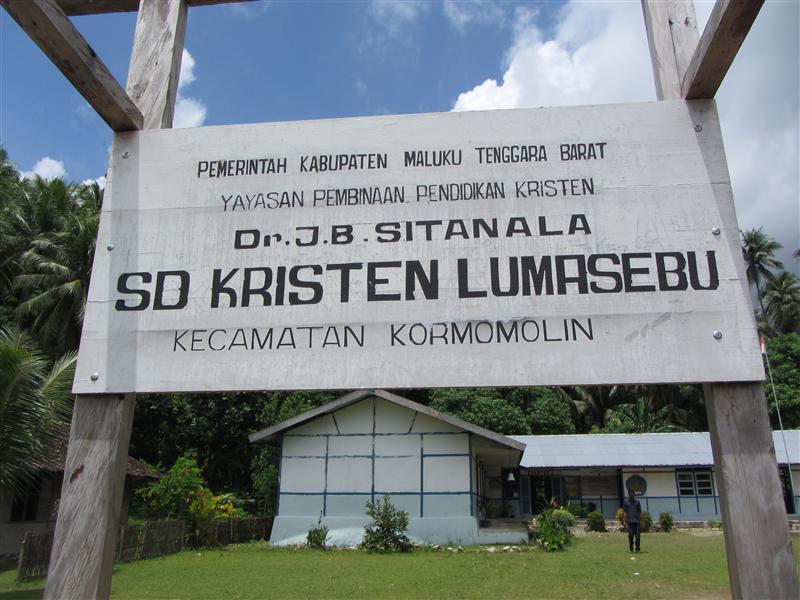 PEMERINTAH KABUPATEN MALUKU TENGGARA BARAT
YAYASAN PEMBINAAN PENDIDIKAN KRISTEN
Dr. J.B. SITANALA
SD KRISTEN LUMASEBU
KECAMATAN KORMOMOLIN